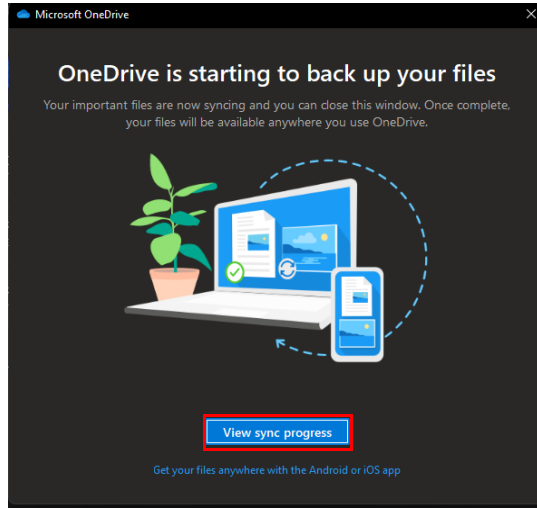 Microsoft OneDrive
OneDrive is starting to back up your files
Your important files are now syncing and you can close this window. Once complete,
your files will be available anywhere you use OneDrive.
View sync progress
Get your files anywhere with the Android or iOS app